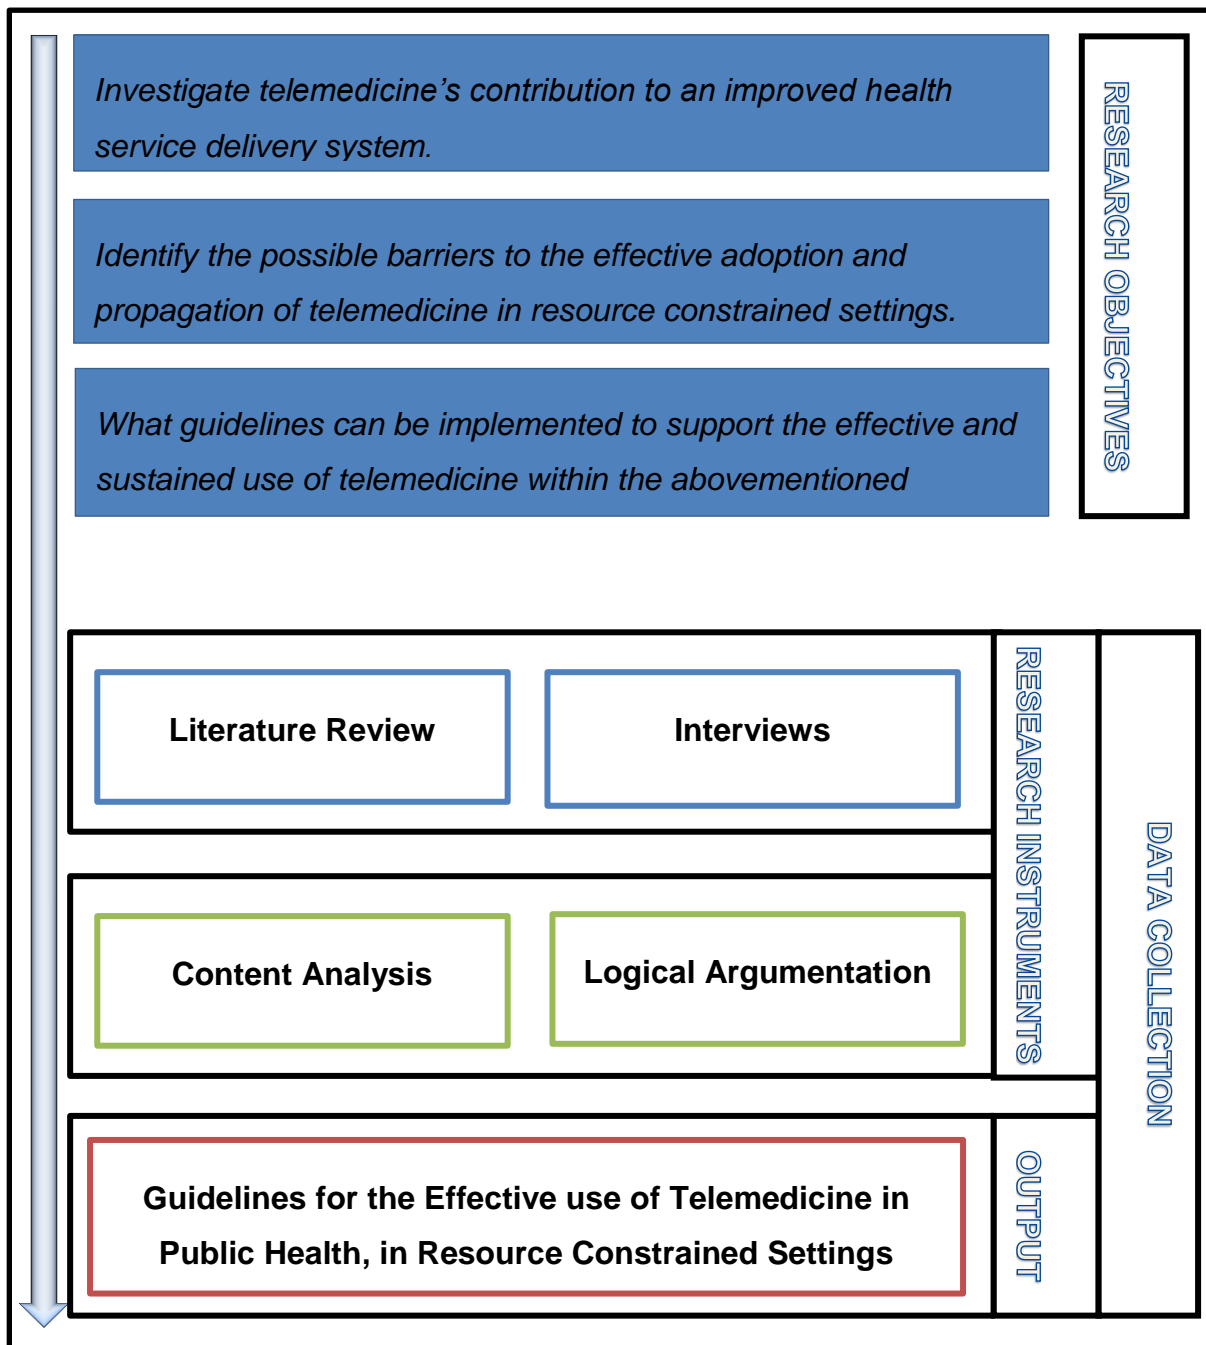 Investigate telemedicine’s contribution to an improved health
service delivery system.
Identify the possible barriers to the effective adoption and
propagation of telemedicine in resource constrained settings.
What guidelines can be implemented to support the effective and
sustained use of telemedicine within the abovementioned
RESEARCH OBJECTIVES
Literature Review
Interviews
Content Analysis
Logical Argumentation
RESEARCH INSTRUMENTS
Guidelines for the Effective use of Telemedicine in
Public Health, in Resource Constrained Settings
OUTPUT
DATA COLLECTION